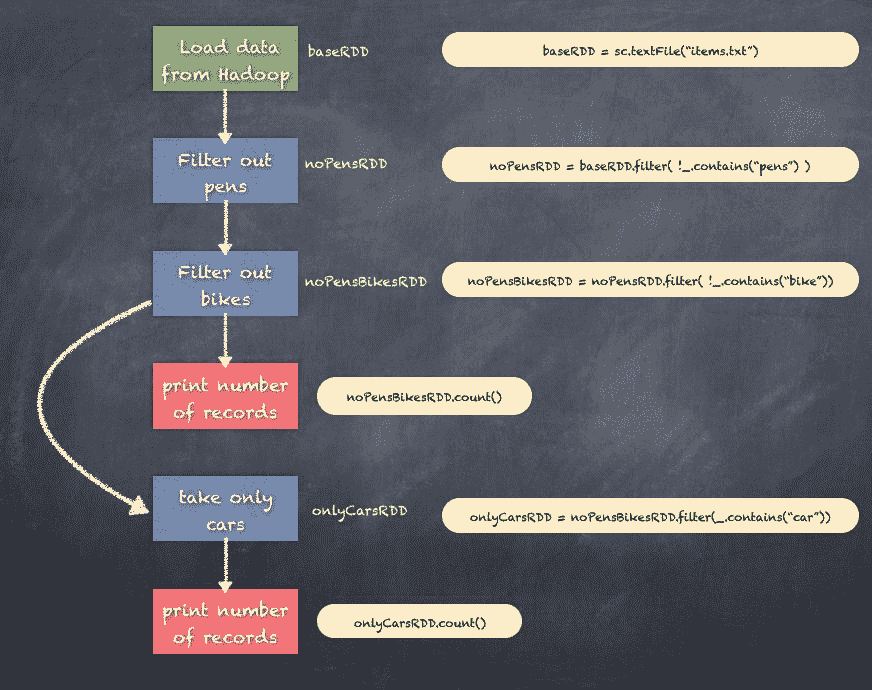 Load data
from Hadoop
baseRDD
baseRDD = sc.textFile(“items.txt”)
Filter out
pens
noPensRDD
noPensRDD = baseRDD.filter( !_.contains(“pens”) )
Filter out
bikes
noPensBikesRDD
noPensBikesRDD = noPensRDD.filter( !_.contains(“bike”))
print number
of records
noPensBikesRDD.count()
take only
cars
onlyCarsRDD
onlyCarsRDD = noPensBikesRDD.filter(_.contains(“car”))
print number
of records
onlyCarsRDD.count()